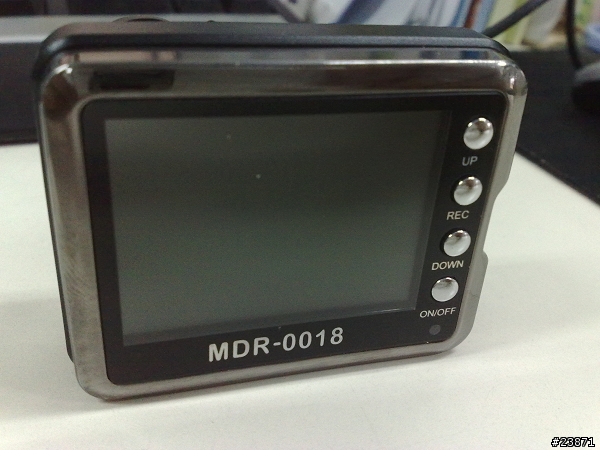 UP
REC
DOWN
ON/OFF
MDR-0018
#23871